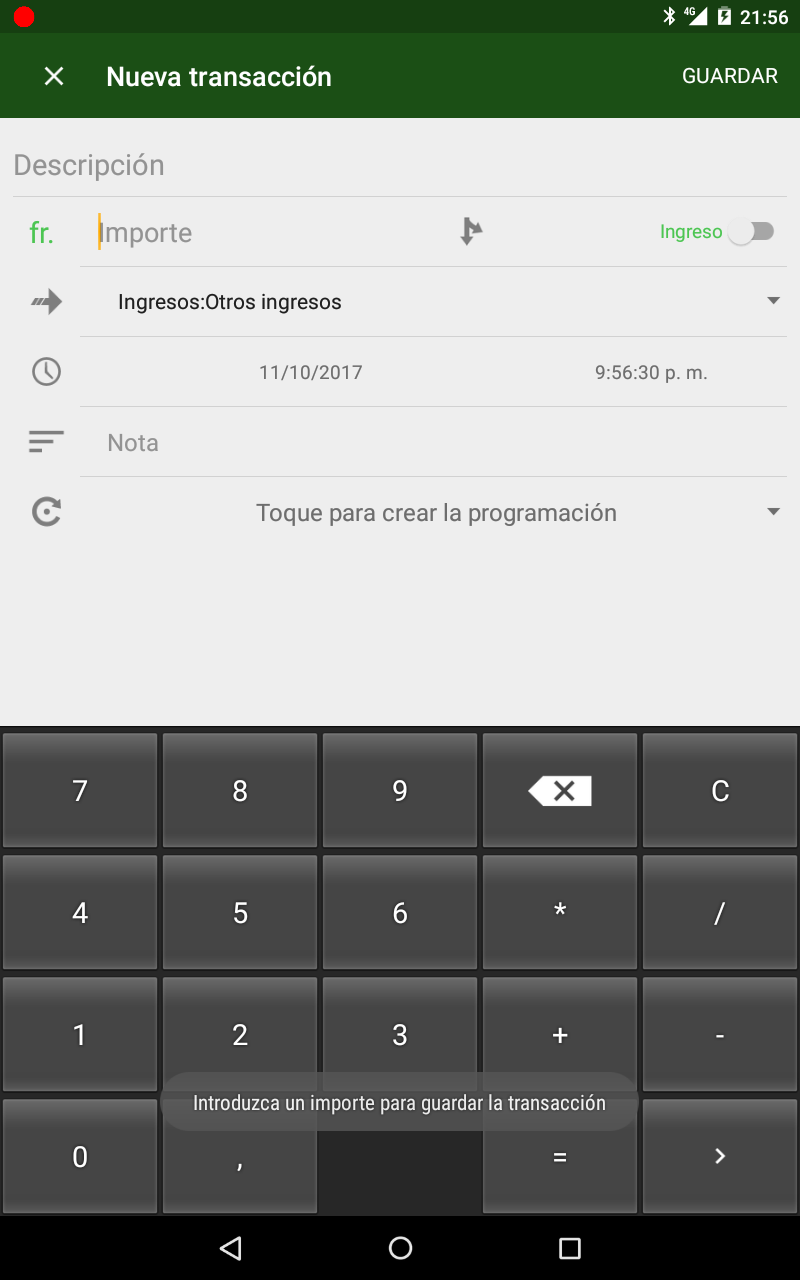 4G 21:56
Nueva transacción GUARDAR
Descripción
fr. Importe Ingreso
Ingresos:Otros ingresos
11/10/2017 9:56:30 p. m.
Nota
Toque para crear la programación
7 8 9 C
4 5 6 * /
1 2 3 + -
Introduzca un importe para guardar la transacción
0 , =